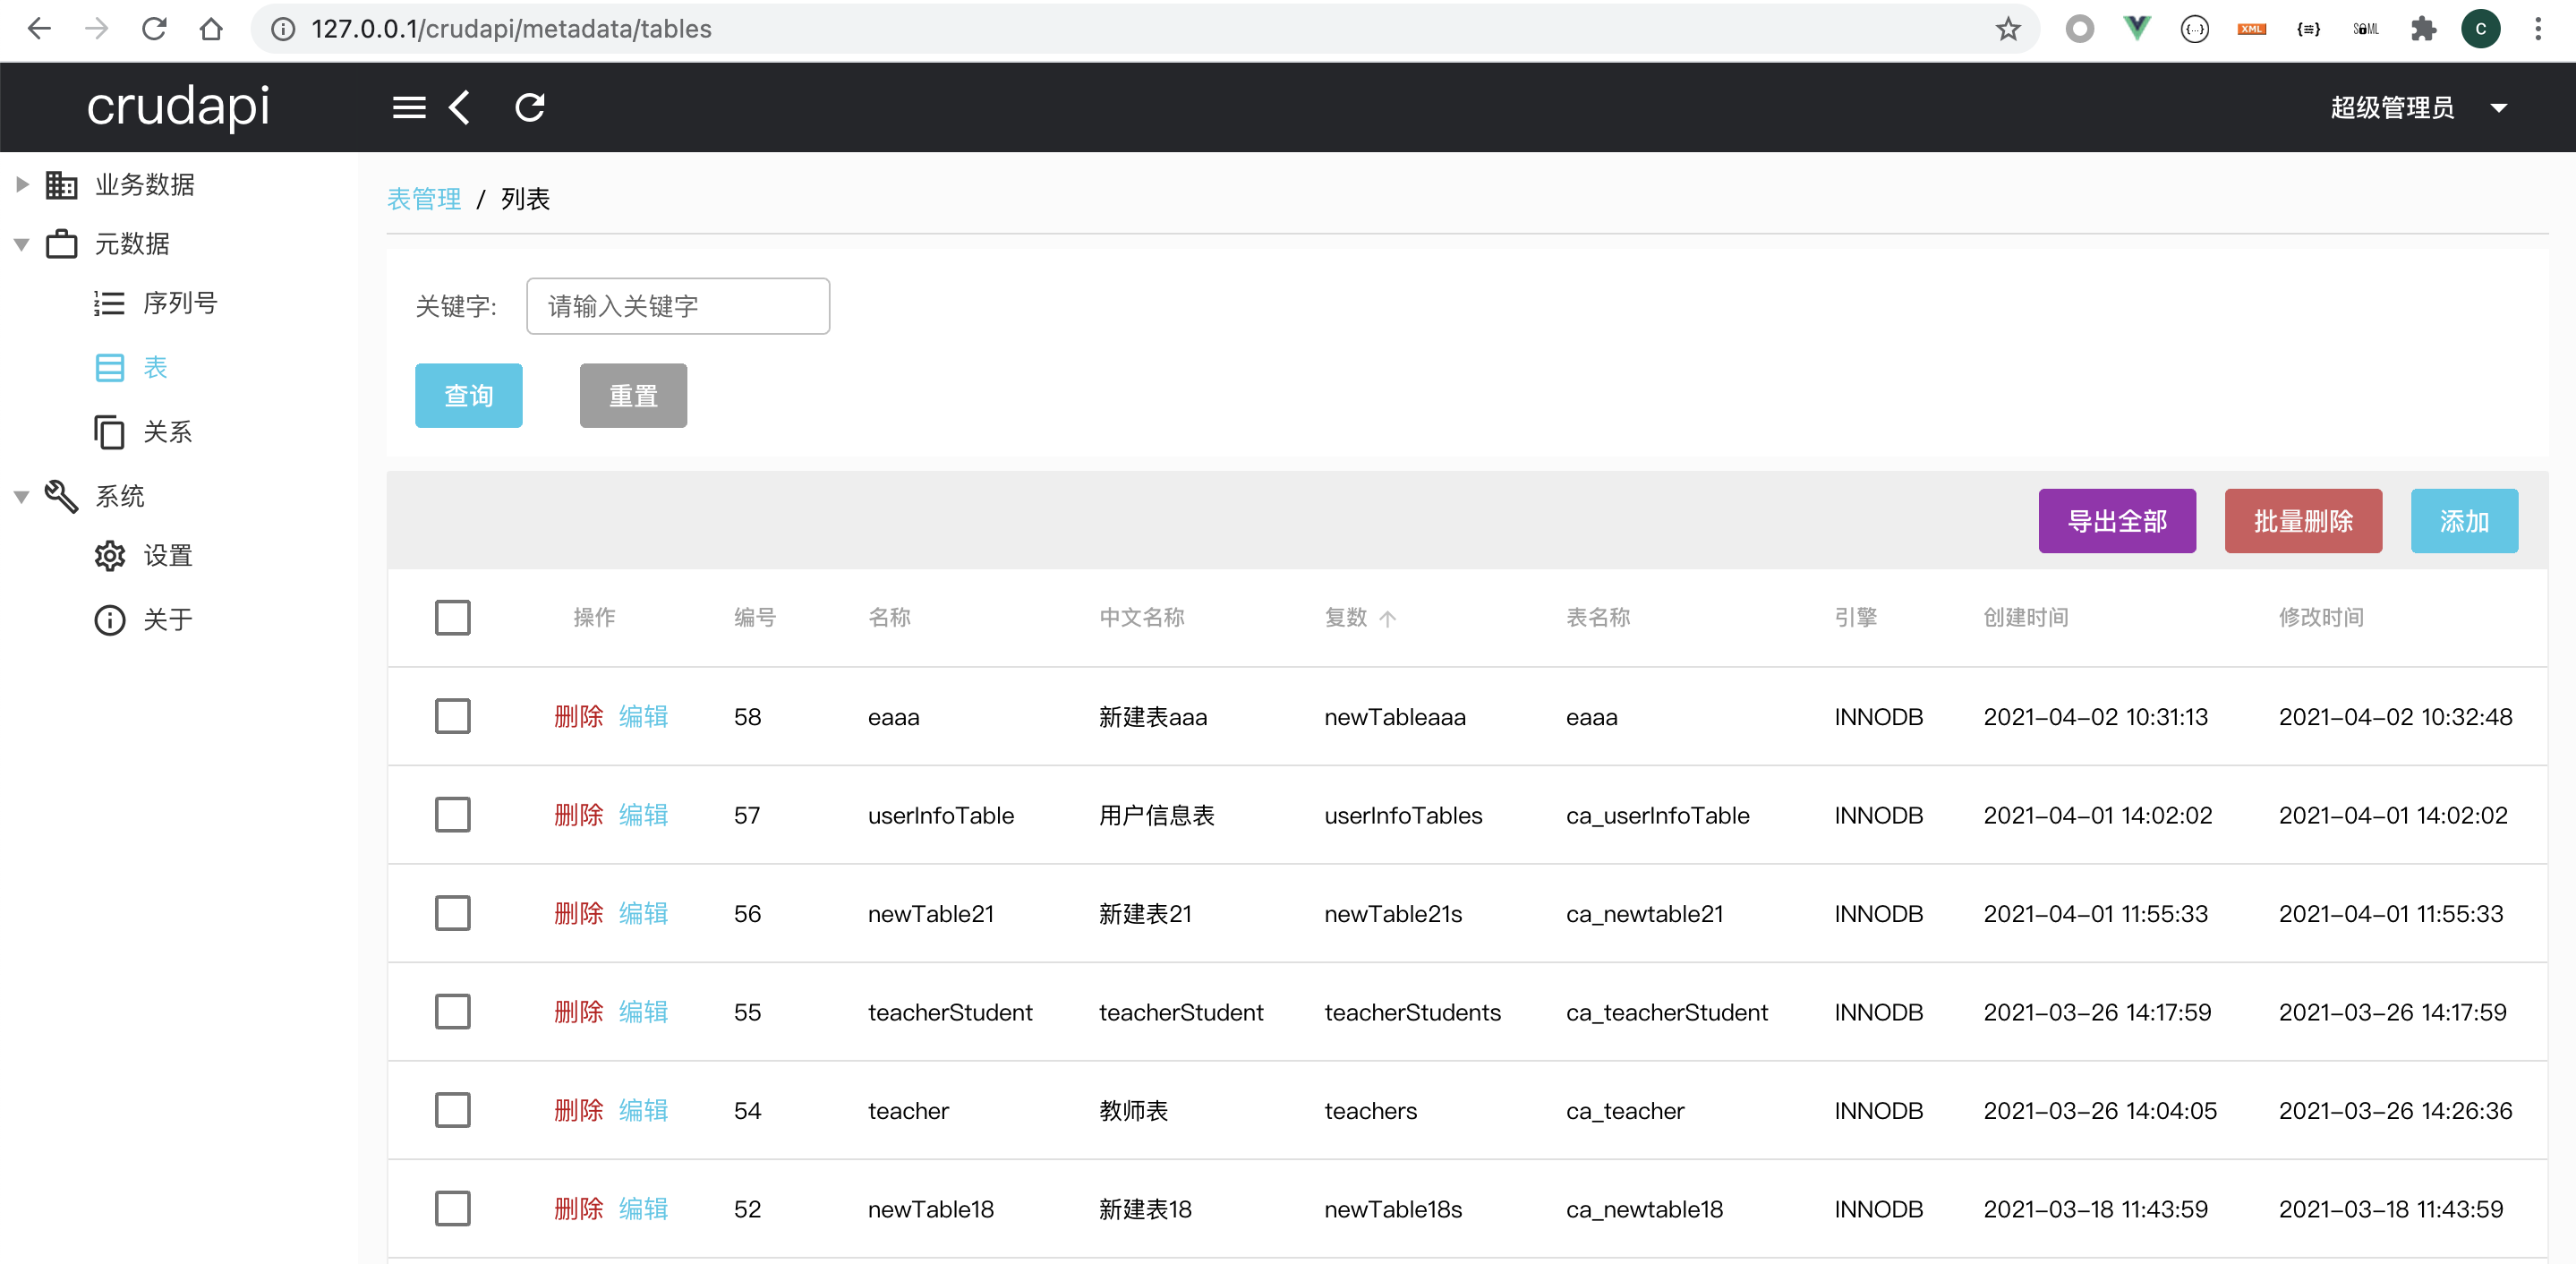 127.0.0.1/crudapi/metadata/tables
XML
SAML
C
crudapi
超级管理员
业务数据
元数据
序列号
表
关系
系统
设置
关于
表管理 / 列表
关键字: 请输入关键字
查询 重置
导出全部 批量删除 添加
操作 编号 名称 中文名称 复数 表名称 引擎 创建时间 修改时间
删除 编辑 58 eaaa 新建表aaa newTableaaa eaaa INNODB 2021-04-02 10:31:13 2021-04-02 10:32:48
删除 编辑 57 userInfoTable 用户信息表 userInfoTables ca_userInfoTable INNODB 2021-04-01 14:02:02 2021-04-01 14:02:02
删除 编辑 56 newTable21 新建表21 newTable21s ca_newtable21 INNODB 2021-04-01 11:55:33 2021-04-01 11:55:33
删除 编辑 55 teacherStudent teacherStudent teacherStudents ca_teacherStudent INNODB 2021-03-26 14:17:59 2021-03-26 14:17:59
删除 编辑 54 teacher 教师表 teachers ca_teacher INNODB 2021-03-26 14:04:05 2021-03-26 14:26:36
删除 编辑 52 newTable18 新建表18 newTable18s ca_newtable18 INNODB 2021-03-18 11:43:59 2021-03-18 11:43:59